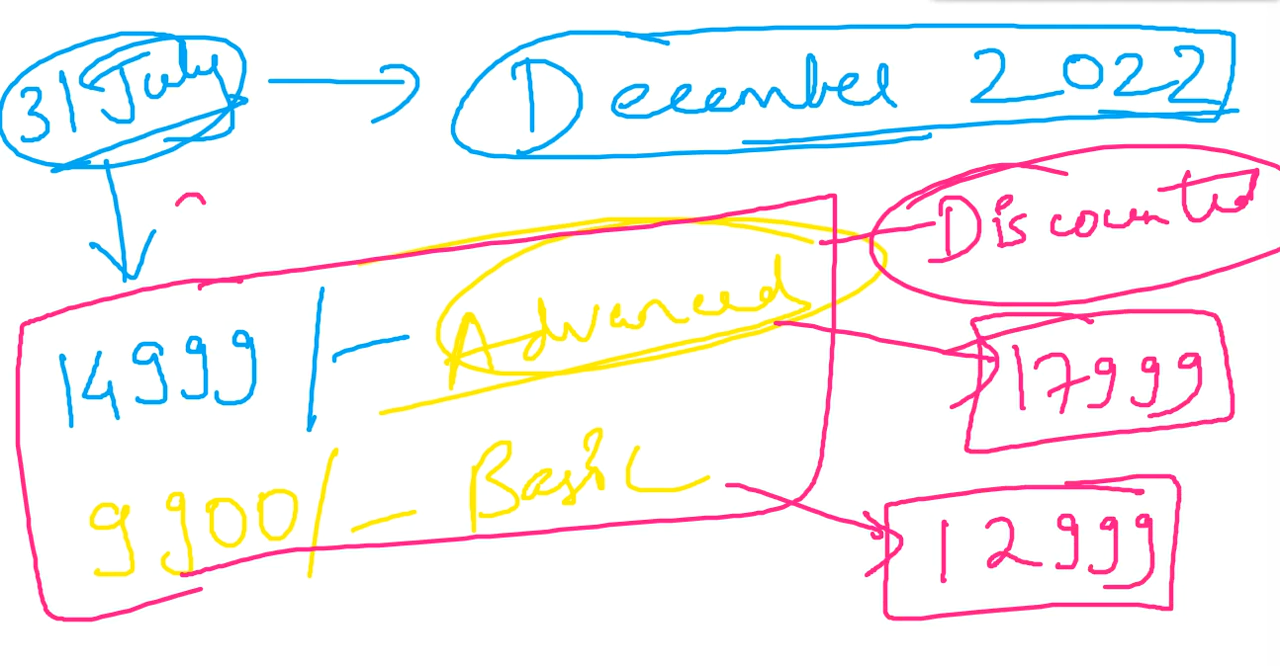 31 July → December 2022
Discounted
14999/- Advanced
17999
9900/- Basic
12999